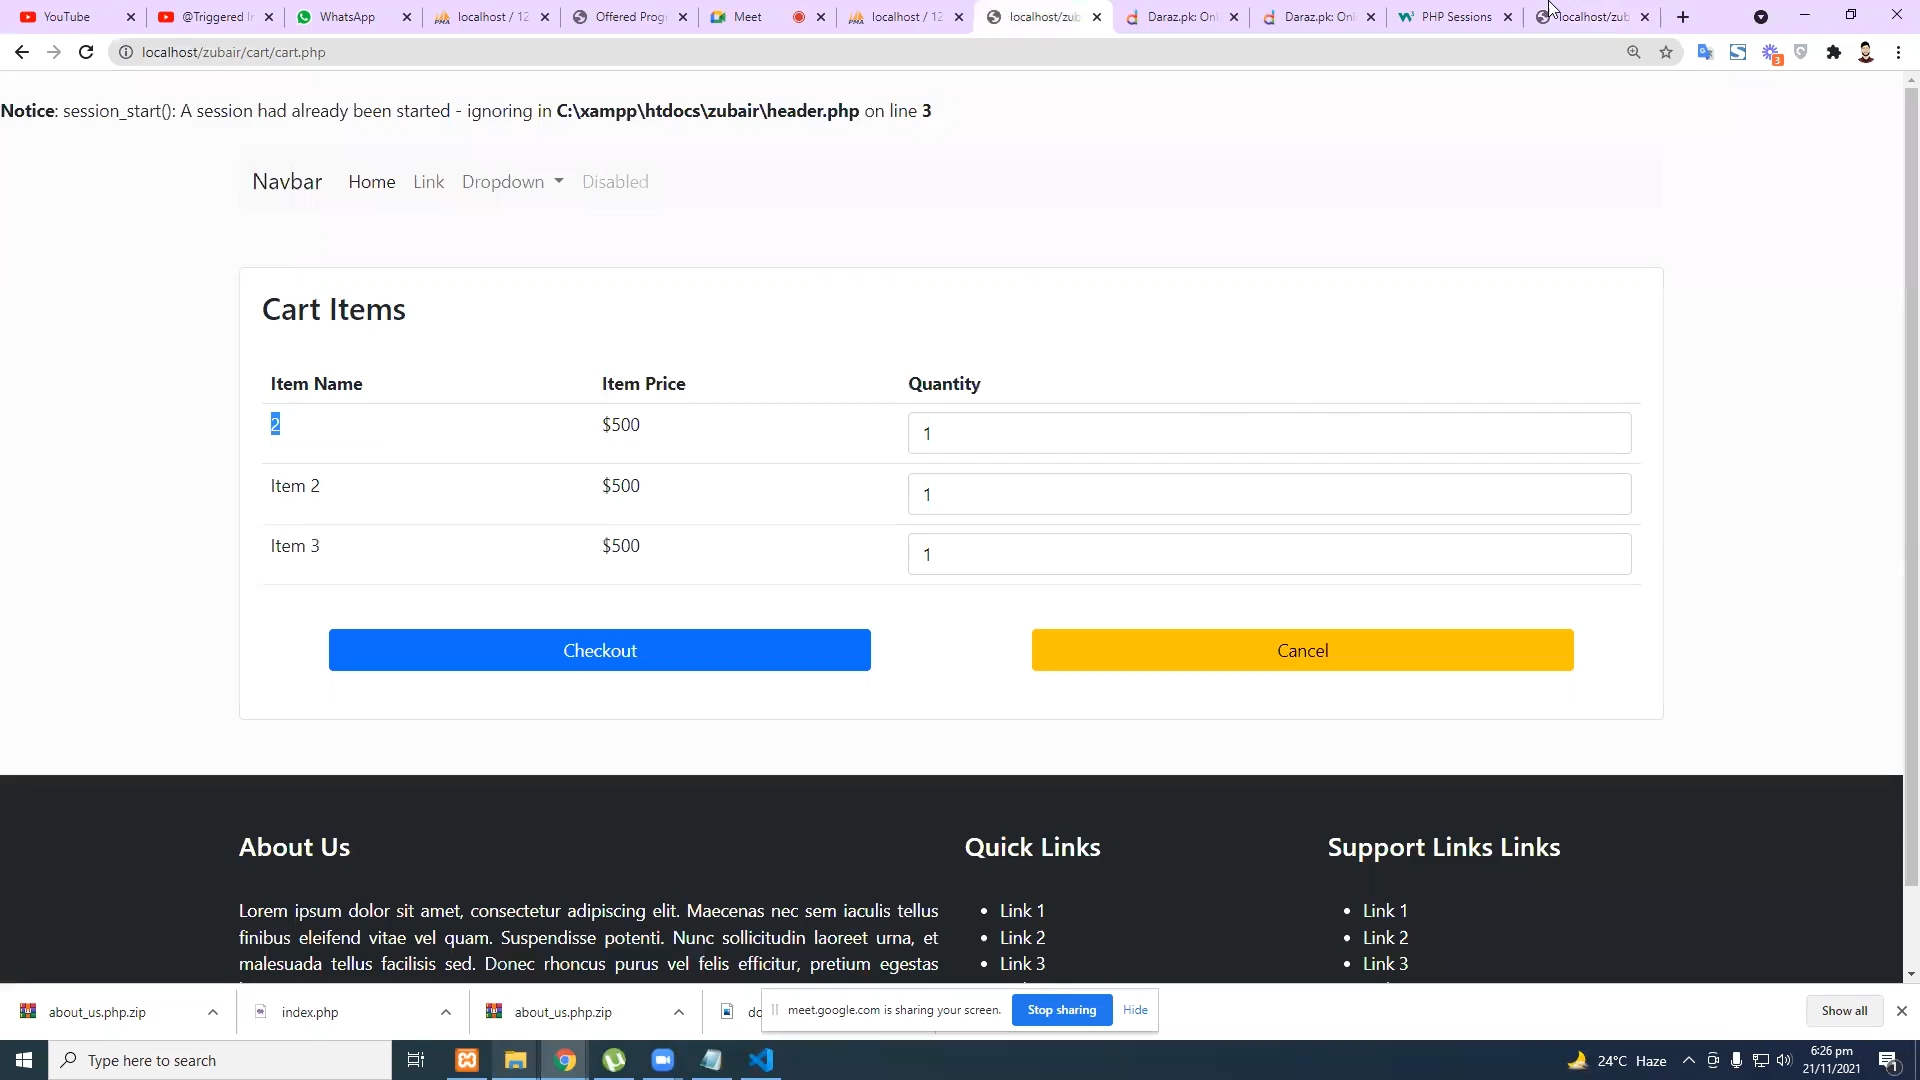 YouTube
@Triggered In
WhatsApp
localhost / 12
Offered Prog
Meet
localhost / 12
localhost/zub
Daraz.pk: Onl
Daraz.pk: Onl
PHP Sessions
localhost/zub
localhost/zubair/cart/cart.php
3
Notice: session_start(): A session had already been started - ignoring in C:\xampp\htdocs\zubair\header.php on line 3
Navbar Home Link Dropdown Disabled
Cart Items
Item Name Item Price Quantity
2 $500 1
Item 2 $500 1
Item 3 $500 1
Checkout Cancel
About Us
Lorem ipsum dolor sit amet, consectetur adipiscing elit. Maecenas nec sem iaculis tellus
finibus eleifend vitae vel quam. Suspendisse potenti. Nunc sollicitudin laoreet urna, et
malesuada tellus facilisis sed. Donec rhoncus purus vel felis efficitur, pretium egestas
Quick Links
Link 1
Link 2
Link 3
Support Links Links
Link 1
Link 2
Link 3
about_us.php.zip
index.php
about_us.php.zip
meet.google.com is sharing your screen.
Stop sharing
Hide
Show all
Type here to search
24°C Haze
6:26 pm
21/11/2021
1